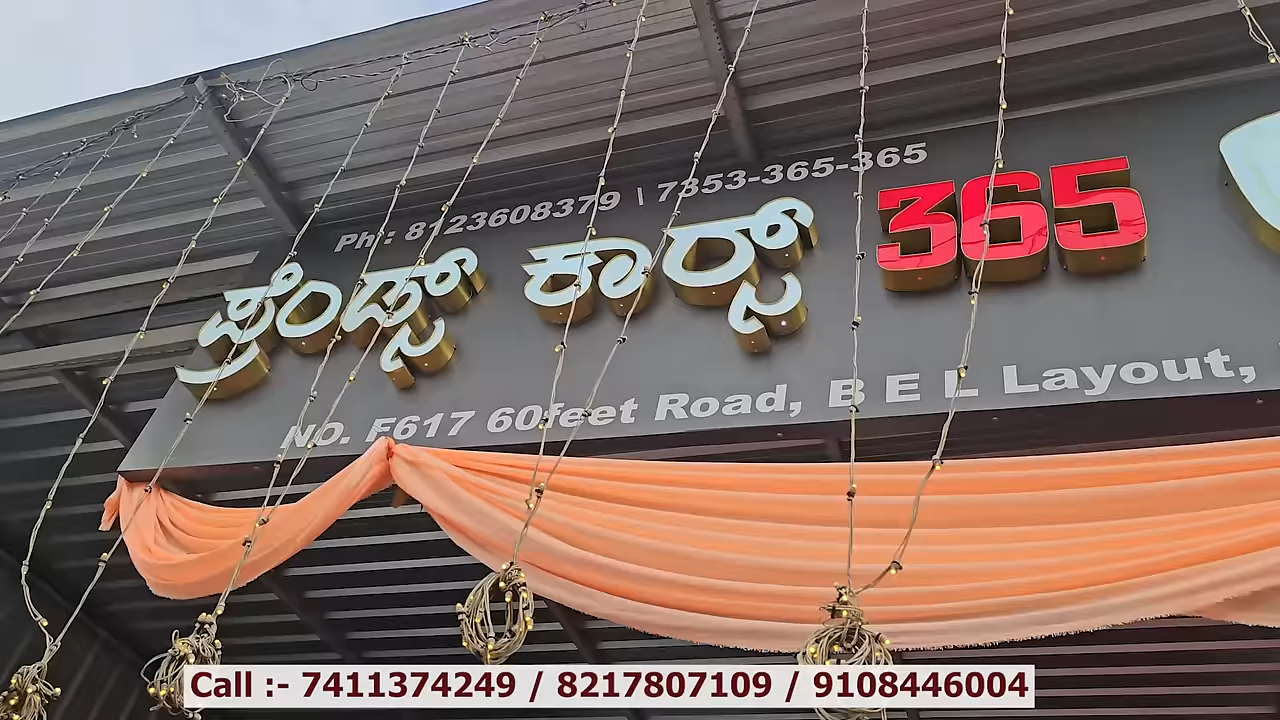 Ph : 8123608379 \ 7353-365-365
ಫ್ರೆಂಡ್ಸ್ ಕಾರ್ಸ್ 365
NO. F617 60feet Road, B E L Layout,
Call :- 7411374249 / 8217807109 / 9108446004